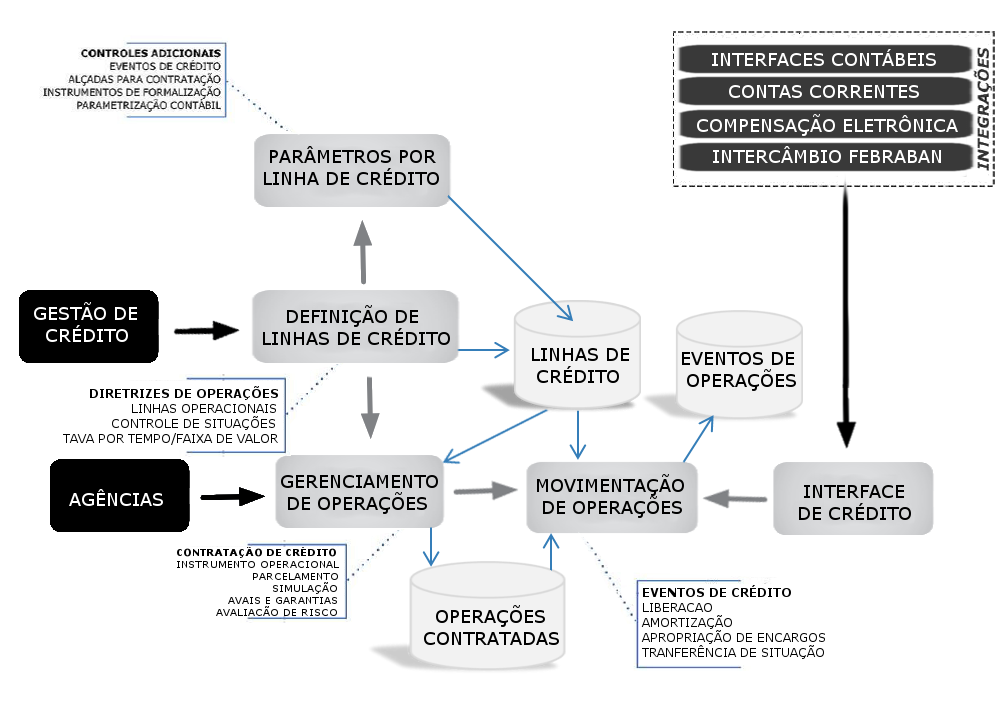 CONTROLES ADICIONAIS
EVENTOS DE CRÉDITO
ALÇADAS PARA CONTRATAÇÃO
INSTRUMENTOS DE FORMALIZAÇÃO
PARAMETRIZAÇÃO CONTÁBIL
INTERFACES CONTÁBEIS
CONTAS CORRENTES
COMPENSAÇÃO ELETRÔNICA
INTERCÂMBIO FEBRABAN
INTEGRAÇÕES
PARÂMETROS POR
LINHA DE CRÉDITO
GESTÃO DE
CRÉDITO
DEFINIÇÃO DE
LINHAS DE CRÉDITO
LINHAS DE
CRÉDITO
EVENTOS DE
OPERAÇÕES
DIRETRIZES DE OPERAÇÕES
LINHAS OPERACIONAIS
CONTROLE DE SITUAÇÕES
TAVA POR TEMPO/FAIXA DE VALOR
AGÊNCIAS
GERENCIAMENTO
DE OPERAÇÕES
MOVIMENTAÇÃO
DE OPERAÇÕES
INTERFACE
DE CRÉDITO
CONTRATAÇÃO DE CRÉDITO
INSTRUMENTO OPERACIONAL
PARCELAMENTO
SIMULAÇÃO
AVAIS E GARANTIAS
AVALIAÇÃO DE RISCO
OPERAÇÕES
CONTRATADAS
EVENTOS DE CRÉDITO
LIBERACAO
AMORTIZAÇÃO
APROPRIAÇÃO DE ENCARGOS
TRANFERÊNCIA DE SITUAÇÃO